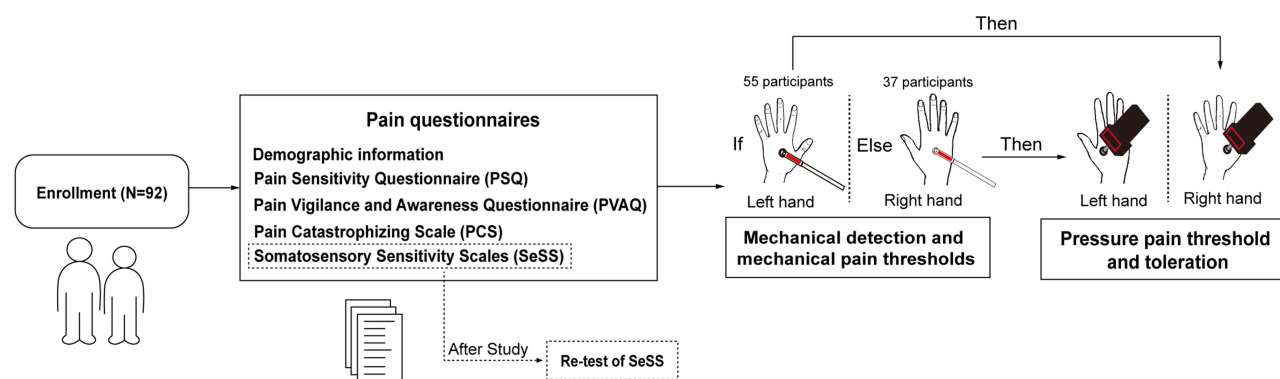 Enrollment (N=92)
Pain questionnaires
Demographic information
Pain Sensitivity Questionnaire (PSQ)
Pain Vigilance and Awareness Questionnaire (PVAQ)
Pain Catastrophizing Scale (PCS)
Somatosensory Sensitivity Scales (SeSS)
After Study
Re-test of SeSS
Then
55 participants
37 participants
If
Else
Then
Left hand
Right hand
Left hand
Right hand
Mechanical detection and
mechanical pain thresholds
Pressure pain threshold
and toleration